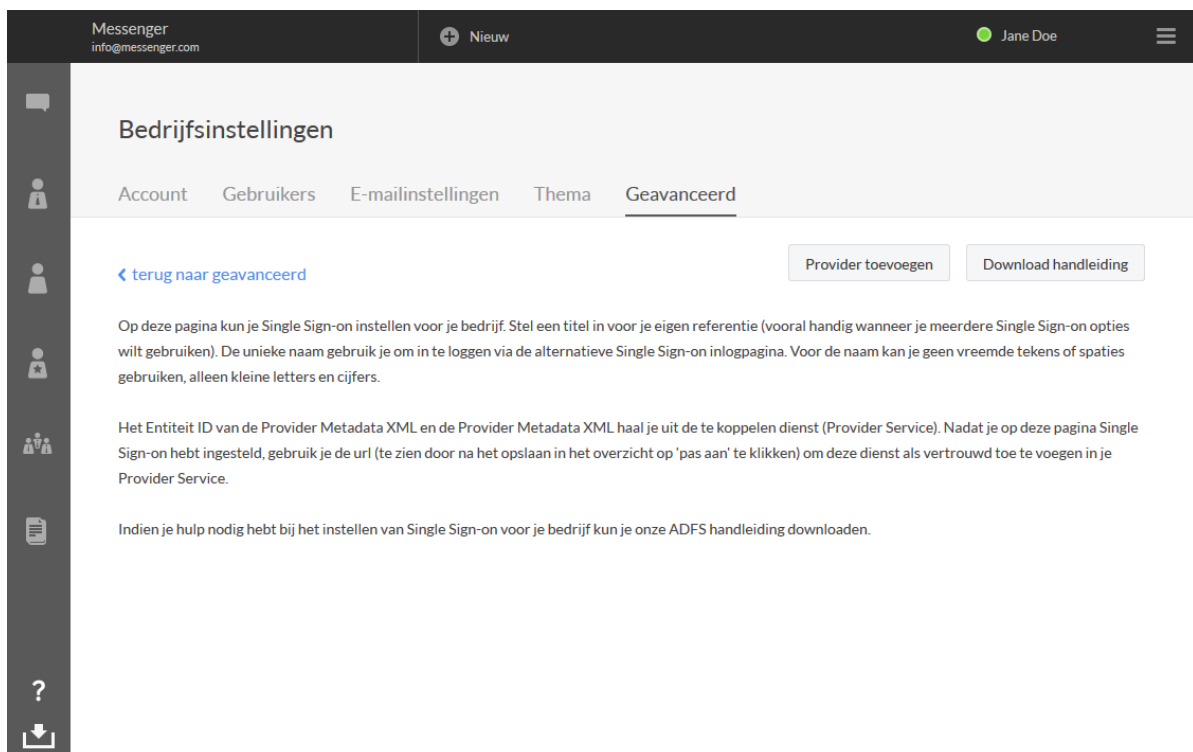 Messenger
info@messenger.com
Nieuw
Jane Doe
Bedrijfsinstellingen
Account Gebruikers E-mailinstellingen Thema Geavanceerd
terug naar geavanceerd
Provider toevoegen Download handleiding
Op deze pagina kun je Single Sign-on instellen voor je bedrijf. Stel een titel in voor je eigen referentie (vooral handig wanneer je meerdere Single Sign-on opties
wilt gebruiken). De unieke naam gebruik je om in te loggen via de alternatieve Single Sign-on inlogpagina. Voor de naam kan je geen vreemde tekens of spaties
gebruiken, alleen kleine letters en cijfers.
Het Entiteit ID van de Provider Metadata XML en de Provider Metadata XML haal je uit de te koppelen dienst (Provider Service). Nadat je op deze pagina Single
Sign-on hebt ingesteld, gebruik je de url (te zien door na het opslaan in het overzicht op 'pas aan' te klikken) om deze dienst als vertrouwd toe te voegen in je
Provider Service.
Indien je hulp nodig hebt bij het instellen van Single Sign-on voor je bedrijf kun je onze ADFS handleiding downloaden.
?